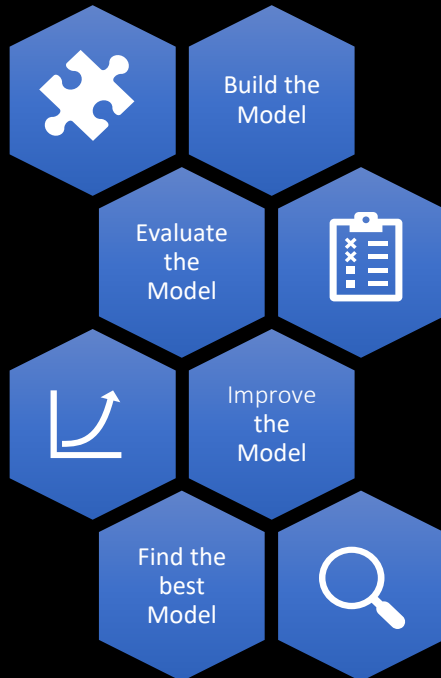 Build the
Model
Evaluate
the
Model
Improve
the
Model
Find the
best
Model